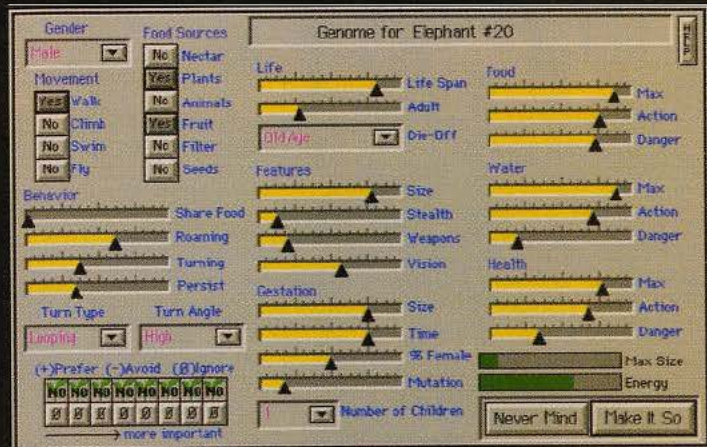 Gender
Male
Movement
Yes Walk
No Climb
No Swim
No Fly
Food Sources
No Nectar
Yes Plants
No Animals
Yes Fruit
No Filter
No Seeds
Genome for Elephant #20
HELP
Life
Life Span
Adult
Old Age Die-Off
Food
Max
Action
Danger
Behavior
Share Food
Roaming
Turning
Persist
Features
Size
Stealth
Weapons
Vision
Water
Max
Action
Danger
Turn Type
Looping
Turn Angle
High
Gestation
Size
Time
% Female
Mutation
1 Number of Children
Health
Max
Action
Danger
Max Size
Energy
(+)Prefer (-)Avoid (Ø)Ignore
No No No No No No No No
Ø Ø Ø Ø Ø Ø Ø Ø
more important
Never Mind
Make It So